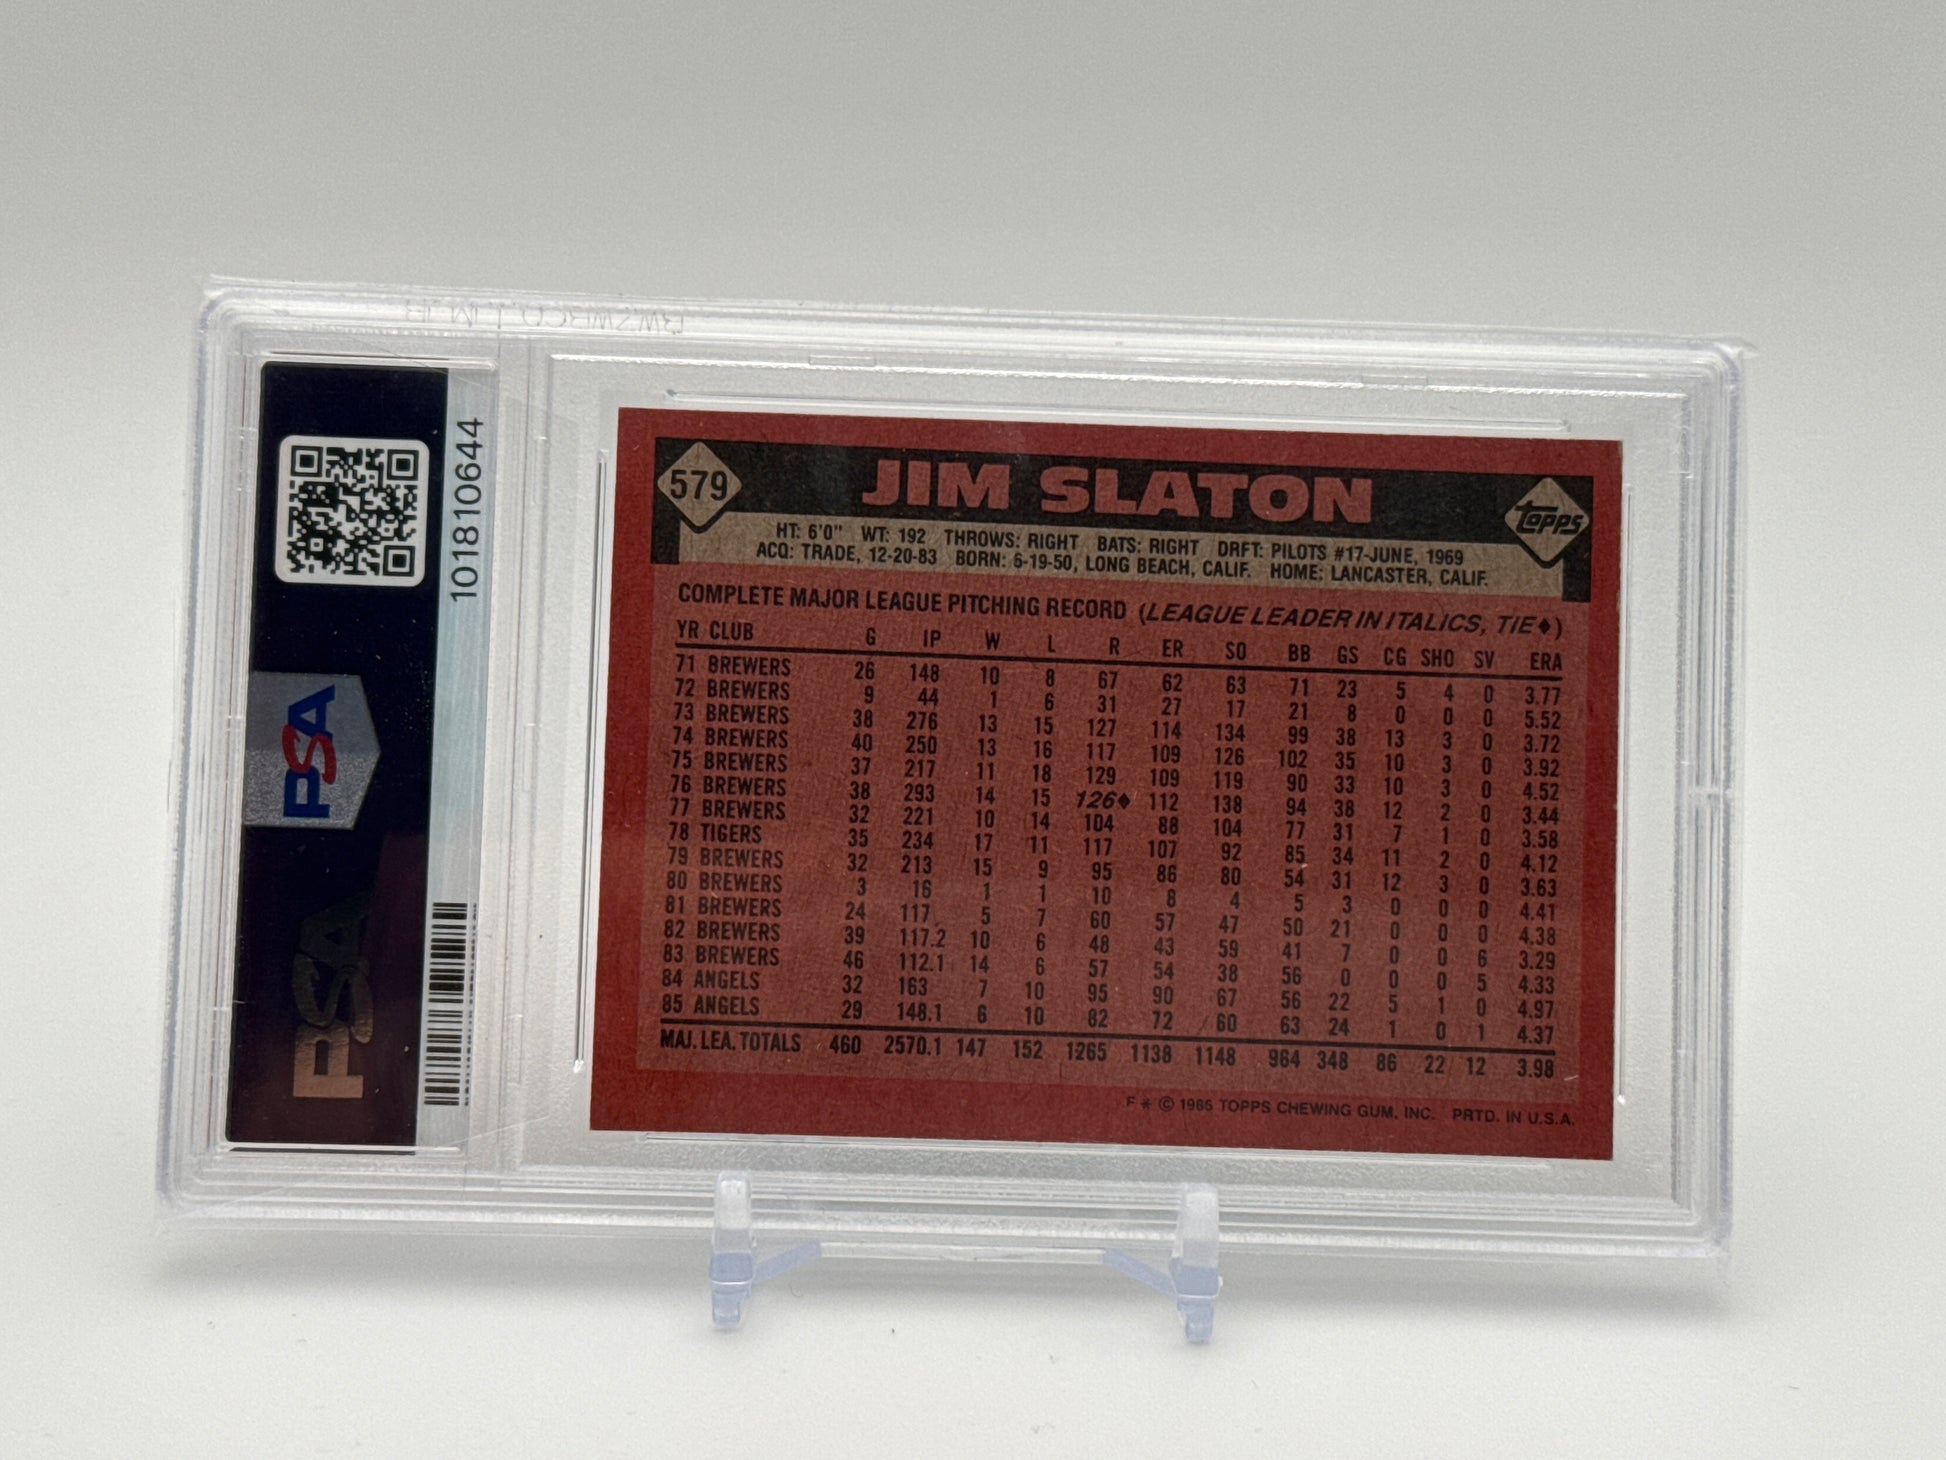 101810644
PSA
PSA
579
JIM SLATON
topps
HT: 6'0" WT: 192 THROWS: RIGHT BATS: RIGHT DRFT: PILOTS #17-JUNE, 1969
ACQ: TRADE, 12-20-83 BORN: 6-19-50, LONG BEACH, CALIF. HOME: LANCASTER, CALIF.
COMPLETE MAJOR LEAGUE PITCHING RECORD (LEAGUE LEADER IN ITALICS, TIE♦)
YR CLUB G IP W L R ER SO BB GS CG SHO SV ERA
71 BREWERS 26 148 10 8 67 62 63 71 23 5 4 0 3.77
72 BREWERS 9 44 1 6 31 27 17 21 8 0 0 0 5.52
73 BREWERS 38 276 13 15 127 114 134 99 38 13 3 0 3.72
74 BREWERS 40 250 13 16 117 109 126 102 35 10 3 0 3.92
75 BREWERS 37 217 11 18 129 109 119 90 33 10 3 0 4.52
76 BREWERS 38 293 14 15 126♦ 112 138 94 38 12 2 0 3.44
77 BREWERS 32 221 10 14 104 88 104 77 31 7 1 0 3.58
78 TIGERS 35 234 17 11 117 107 92 85 34 11 2 0 4.12
79 BREWERS 32 213 15 9 95 86 80 54 31 12 3 0 3.63
80 BREWERS 3 16 1 1 10 8 4 5 3 0 0 0 4.41
81 BREWERS 24 117 5 7 60 57 47 50 21 0 0 0 4.38
82 BREWERS 39 117.2 10 6 48 43 59 41 7 0 0 6 3.29
83 BREWERS 46 112.1 14 6 57 54 38 56 0 0 0 5 4.33
84 ANGELS 32 163 7 10 95 90 67 56 22 5 1 0 4.97
85 ANGELS 29 148.1 6 10 82 72 60 63 24 1 0 1 4.37
MAJ. LEA. TOTALS 460 2570.1 147 152 1265 1138 1148 964 348 86 22 12 3.98
F * © 1986 TOPPS CHEWING GUM, INC. PRTD. IN U.S.A.